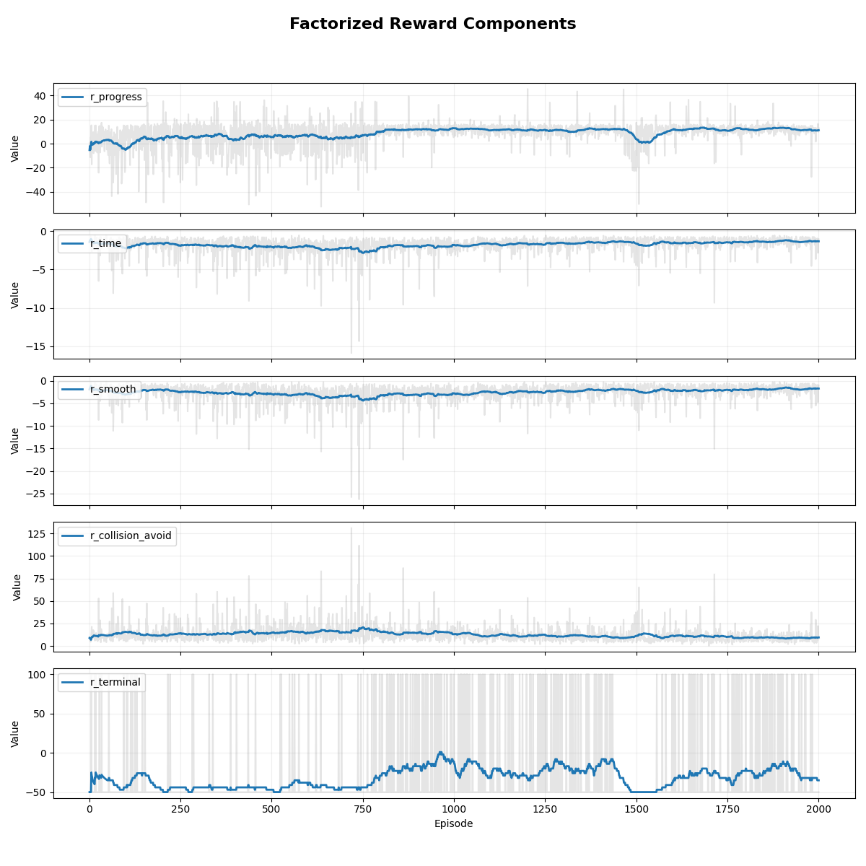 Factorized Reward Components
r_progress
40
20
0
−20
−40
Value
r_time
0
−5
−10
−15
Value
r_smooth
0
−5
−10
−15
−20
−25
Value
r_collision_avoid
125
100
75
50
25
0
Value
r_terminal
100
50
0
−50
Value
0 250 500 750 1000 1250 1500 1750 2000
Episode